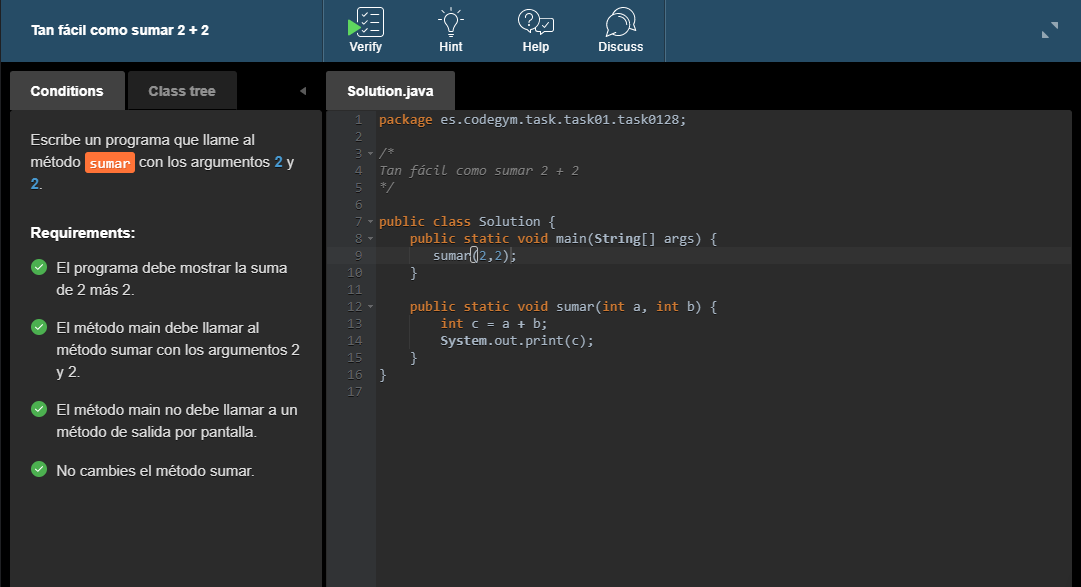 Tan fácil como sumar 2 + 2
Verify
Hint
Help
Discuss
Conditions
Class tree
Escribe un programa que llame al
método sumar con los argumentos 2 y
2.
Requirements:
El programa debe mostrar la suma
de 2 más 2.
El método main debe llamar al
método sumar con los argumentos 2
y 2.
El método main no debe llamar a un
método de salida por pantalla.
No cambies el método sumar.
Solution.java
1 package es.codegym.task.task01.task0128;
2
3 /*
4 Tan fácil como sumar 2 + 2
5 */
6
7 public class Solution {
8 public static void main(String[] args) {
9 sumar(2,2);
10 }
11
12 public static void sumar(int a, int b) {
13 int c = a + b;
14 System.out.print(c);
15 }
16 }
17